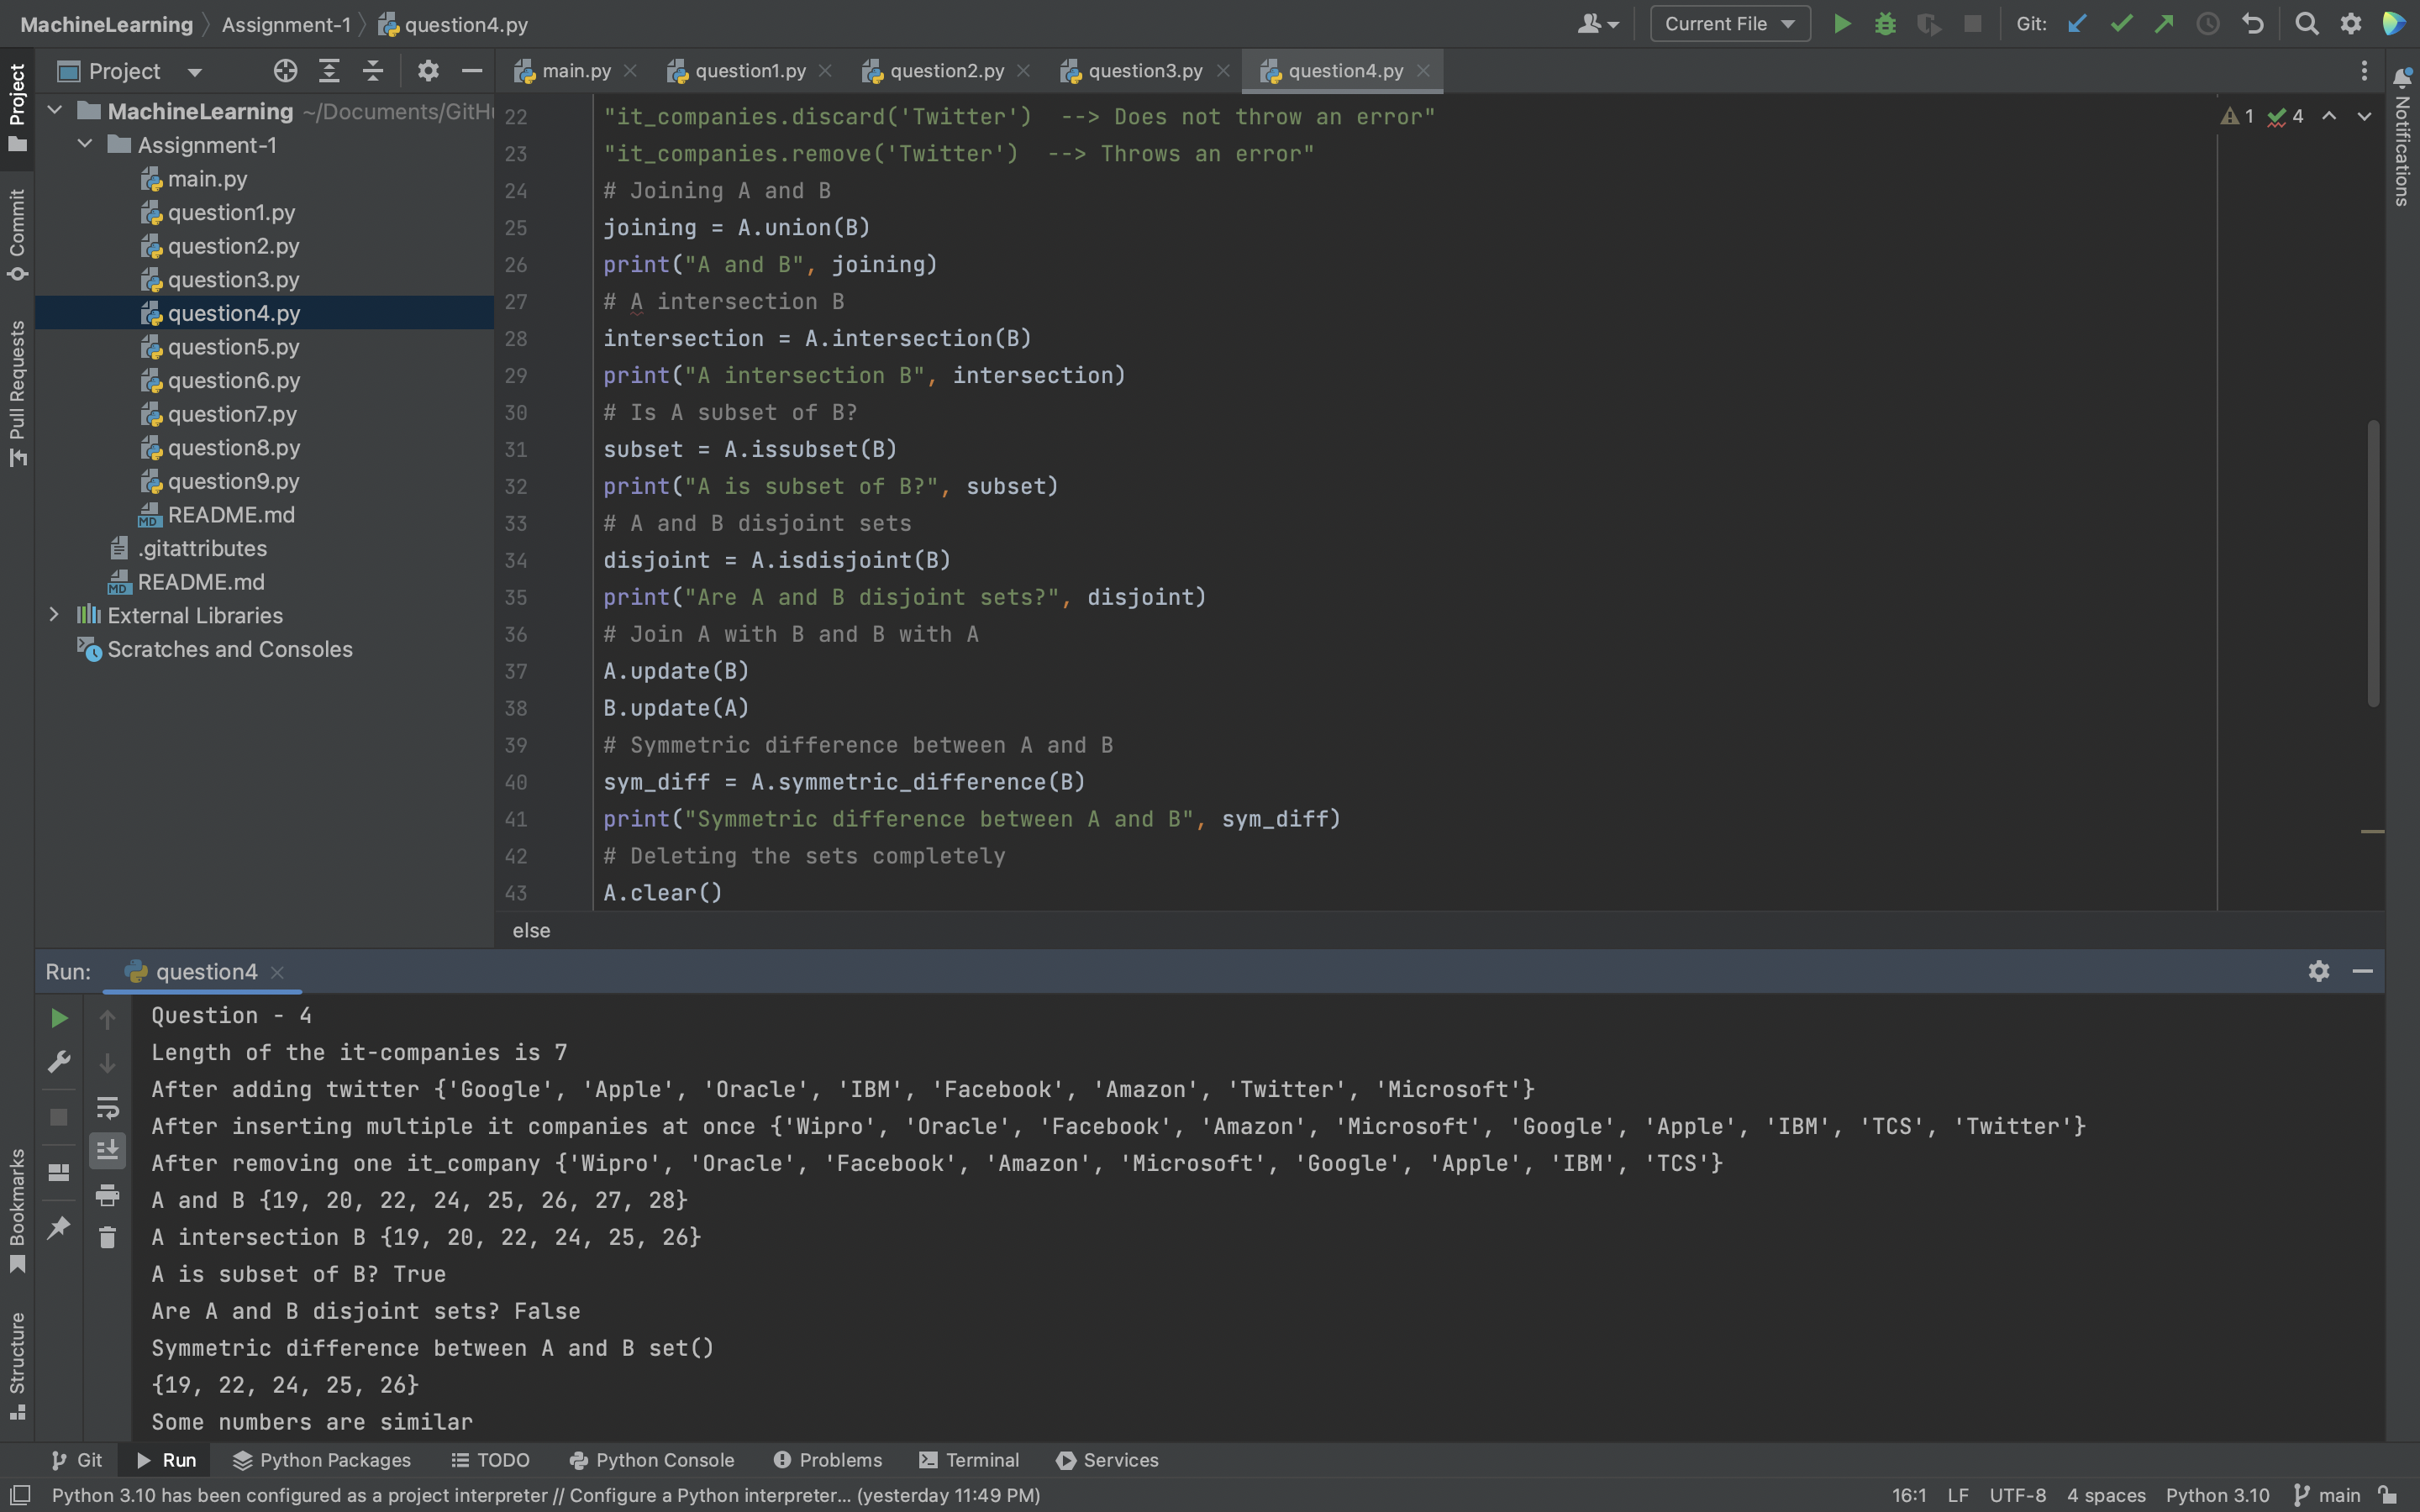 MachineLearning Assignment-1 question4.py Current File Git:
Project main.py question1.py question2.py question3.py question4.py
Project
Commit
Pull Requests
Bookmarks
Structure
Notifications
MachineLearning ~/Documents/GitH
Assignment-1
main.py
question1.py
question2.py
question3.py
question4.py
question5.py
question6.py
question7.py
question8.py
question9.py
README.md
.gitattributes
README.md
External Libraries
Scratches and Consoles
1 4
22 "it_companies.discard('Twitter')  --> Does not throw an error"
23 "it_companies.remove('Twitter')  --> Throws an error"
24 # Joining A and B
25 joining = A.union(B)
26 print("A and B", joining)
27 # A intersection B
28 intersection = A.intersection(B)
29 print("A intersection B", intersection)
30 # Is A subset of B?
31 subset = A.issubset(B)
32 print("A is subset of B?", subset)
33 # A and B disjoint sets
34 disjoint = A.isdisjoint(B)
35 print("Are A and B disjoint sets?", disjoint)
36 # Join A with B and B with A
37 A.update(B)
38 B.update(A)
39 # Symmetric difference between A and B
40 sym_diff = A.symmetric_difference(B)
41 print("Symmetric difference between A and B", sym_diff)
42 # Deleting the sets completely
43 A.clear()
else
Run: question4
Question - 4
Length of the it-companies is 7
After adding twitter {'Google', 'Apple', 'Oracle', 'IBM', 'Facebook', 'Amazon', 'Twitter', 'Microsoft'}
After inserting multiple it companies at once {'Wipro', 'Oracle', 'Facebook', 'Amazon', 'Microsoft', 'Google', 'Apple', 'IBM', 'TCS', 'Twitter'}
After removing one it_company {'Wipro', 'Oracle', 'Facebook', 'Amazon', 'Microsoft', 'Google', 'Apple', 'IBM', 'TCS'}
A and B {19, 20, 22, 24, 25, 26, 27, 28}
A intersection B {19, 20, 22, 24, 25, 26}
A is subset of B? True
Are A and B disjoint sets? False
Symmetric difference between A and B set()
{19, 22, 24, 25, 26}
Some numbers are similar
Git Run Python Packages TODO Python Console Problems Terminal Services
Python 3.10 has been configured as a project interpreter // Configure a Python interpreter... (yesterday 11:49 PM) 16:1 LF UTF-8 4 spaces Python 3.10 main